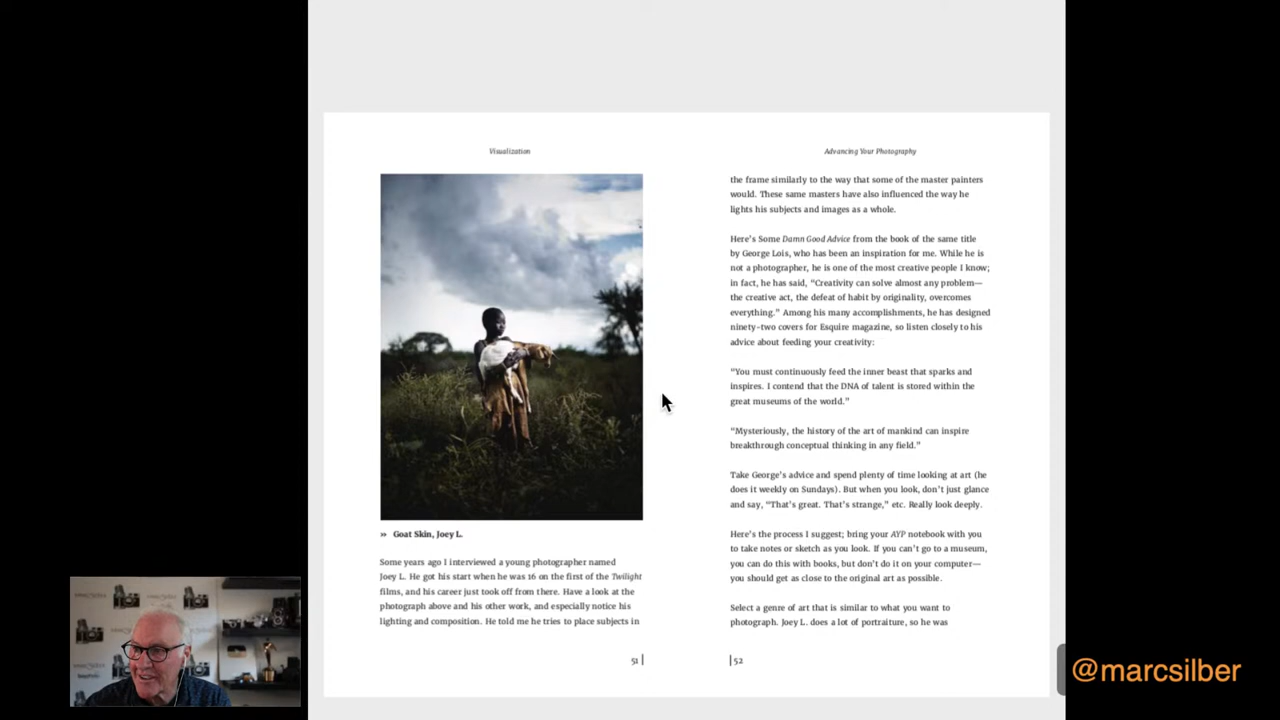 Visualization
» Goat Skin, Joey L.
Some years ago I interviewed a young photographer named
Joey L. He got his start when he was 16 on the first of the Twilight
films, and his career just took off from there. Have a look at the
photograph above and his other work, and especially notice his
lighting and composition. He told me he tries to place subjects in
51
Advancing Your Photography
the frame similarly to the way that some of the master painters
would. These same masters have also influenced the way he
lights his subjects and images as a whole.
Here's Some Damn Good Advice from the book of the same title
by George Lois, who has been an inspiration for me. While he is
not a photographer, he is one of the most creative people I know;
in fact, he has said, “Creativity can solve almost any problem—
the creative act, the defeat of habit by originality, overcomes
everything.” Among his many accomplishments, he has designed
ninety-two covers for Esquire magazine, so listen closely to his
advice about feeding your creativity:
“You must continuously feed the inner beast that sparks and
inspires. I contend that the DNA of talent is stored within the
great museums of the world.”
“Mysteriously, the history of the art of mankind can inspire
breakthrough conceptual thinking in any field.”
Take George's advice and spend plenty of time looking at art (he
does it weekly on Sundays). But when you look, don't just glance
and say, “That's great. That's strange,” etc. Really look deeply.
Here's the process I suggest; bring your AYP notebook with you
to take notes or sketch as you look. If you can't go to a museum,
you can do this with books, but don't do it on your computer—
you should get as close to the original art as possible.
Select a genre of art that is similar to what you want to
photograph. Joey L. does a lot of portraiture, so he was
52
@marcsilber